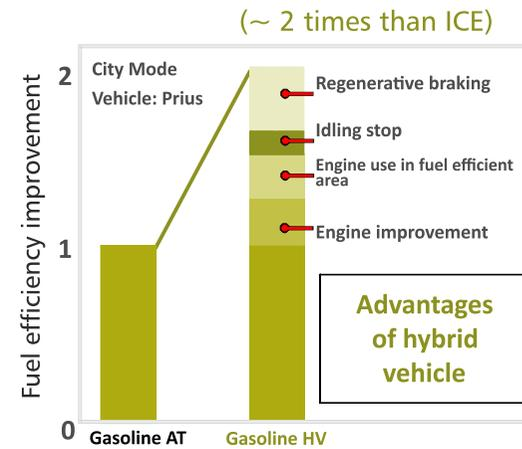 (~ 2 times than ICE)
Fuel efficiency improvement
2
1
0
City Mode
Vehicle: Prius
Regenerative braking
Idling stop
Engine use in fuel efficient
area
Engine improvement
Advantages
of hybrid
vehicle
Gasoline AT
Gasoline HV